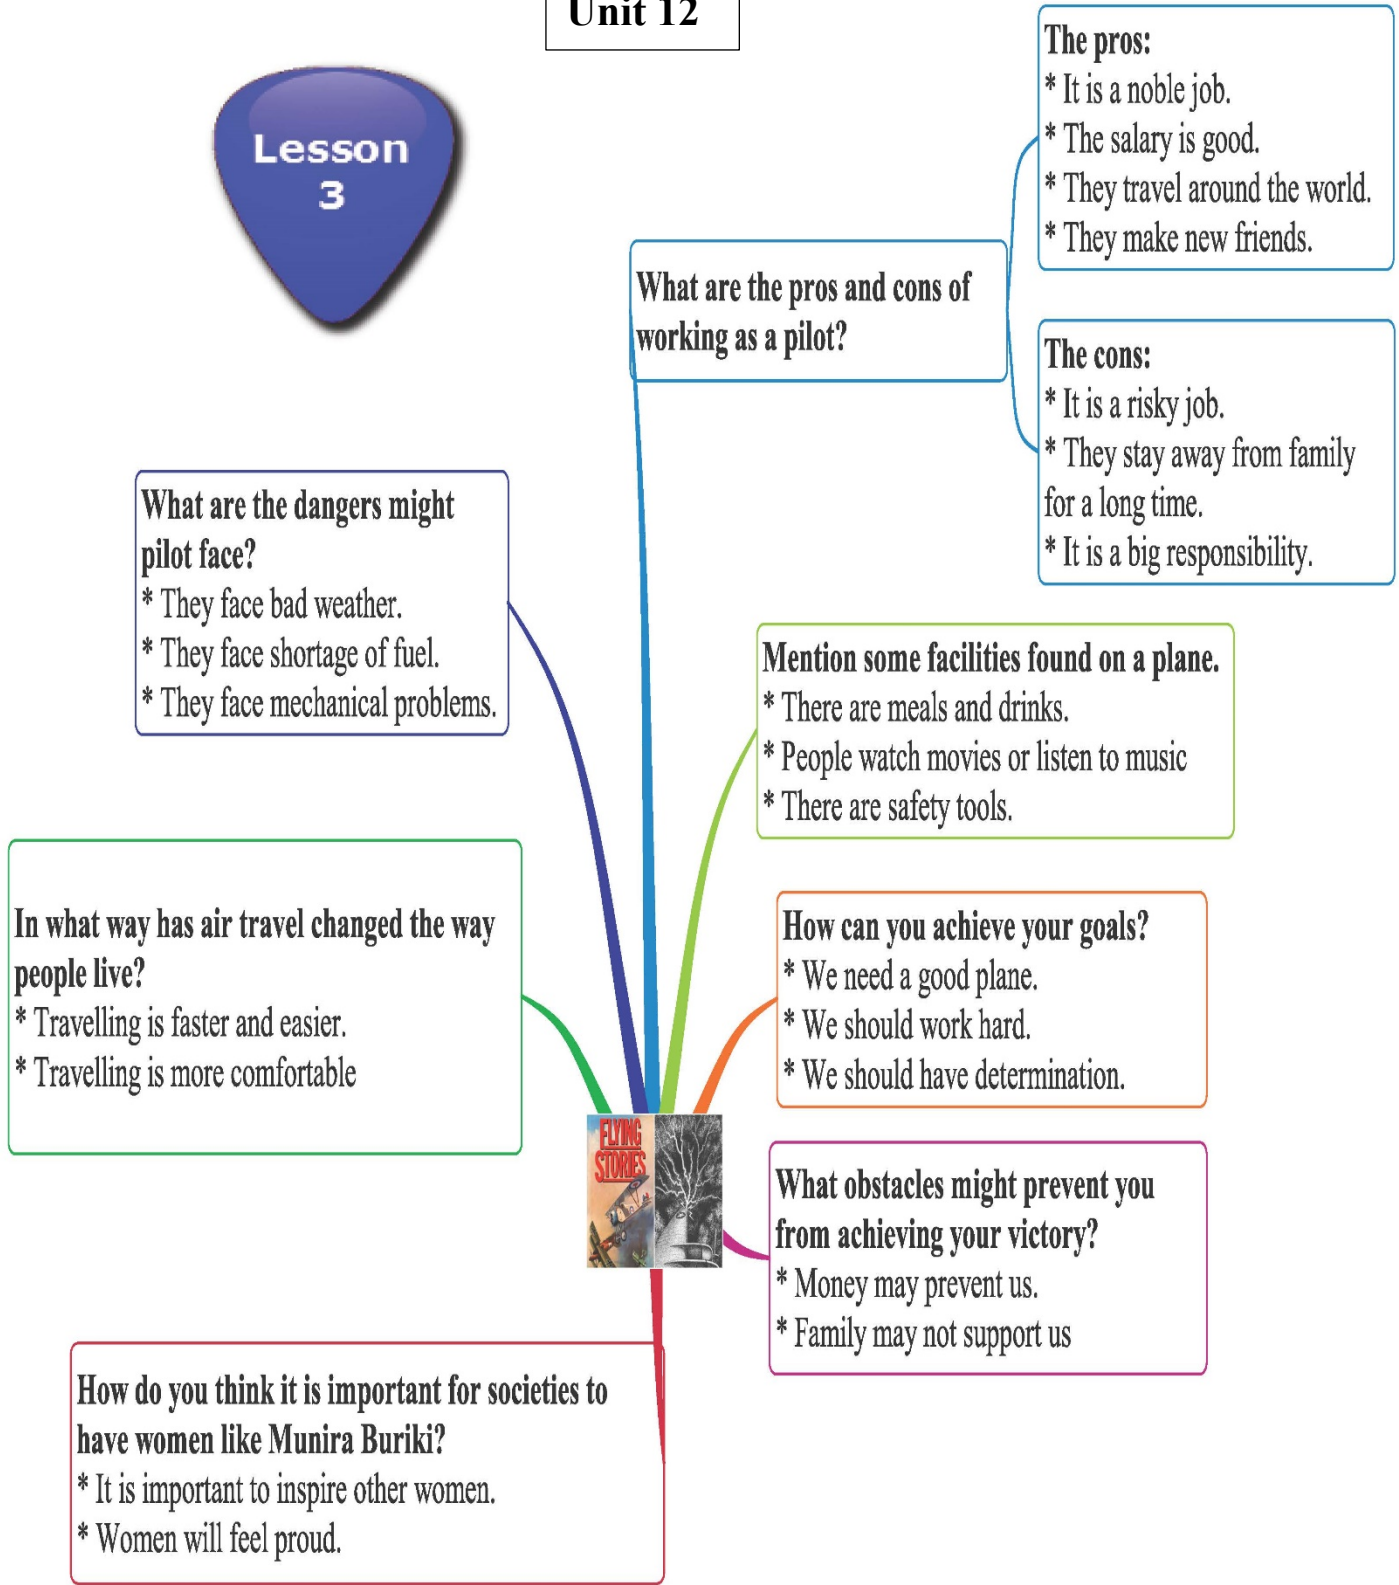 Unit 12
Lesson
3
The pros:
* It is a noble job.
* The salary is good.
* They travel around the world.
* They make new friends.
What are the pros and cons of
working as a pilot?
The cons:
* It is a risky job.
* They stay away from family
for a long time.
* It is a big responsibility.
What are the dangers might
pilot face?
* They face bad weather.
* They face shortage of fuel.
* They face mechanical problems.
Mention some facilities found on a plane.
* There are meals and drinks.
* People watch movies or listen to music
* There are safety tools.
In what way has air travel changed the way
people live?
* Travelling is faster and easier.
* Travelling is more comfortable
How can you achieve your goals?
* We need a good plane.
* We should work hard.
* We should have determination.
FLYING
STORIES
What obstacles might prevent you
from achieving your victory?
* Money may prevent us.
* Family may not support us
How do you think it is important for societies to
have women like Munira Buriki?
* It is important to inspire other women.
* Women will feel proud.